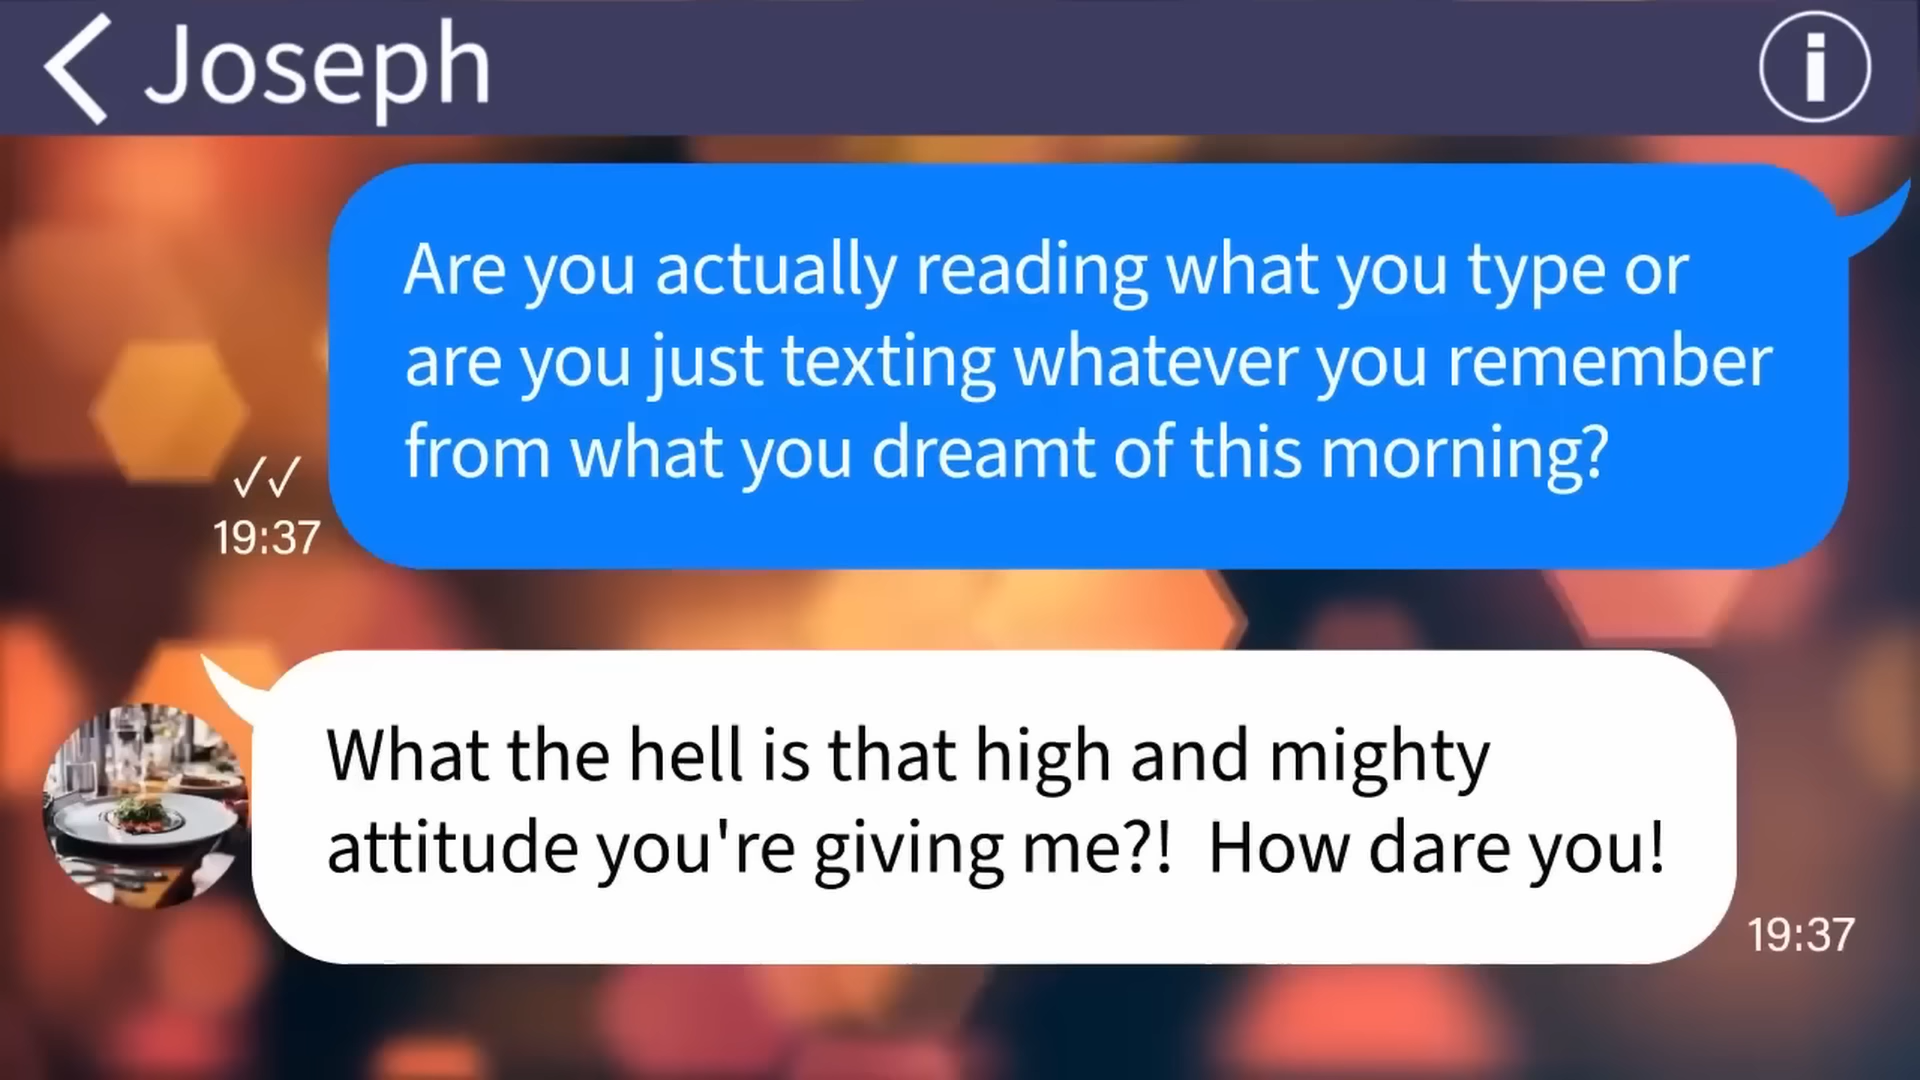 Joseph
Are you actually reading what you type or
are you just texting whatever you remember
from what you dreamt of this morning?
19:37
What the hell is that high and mighty
attitude you're giving me?!  How dare you!
19:37